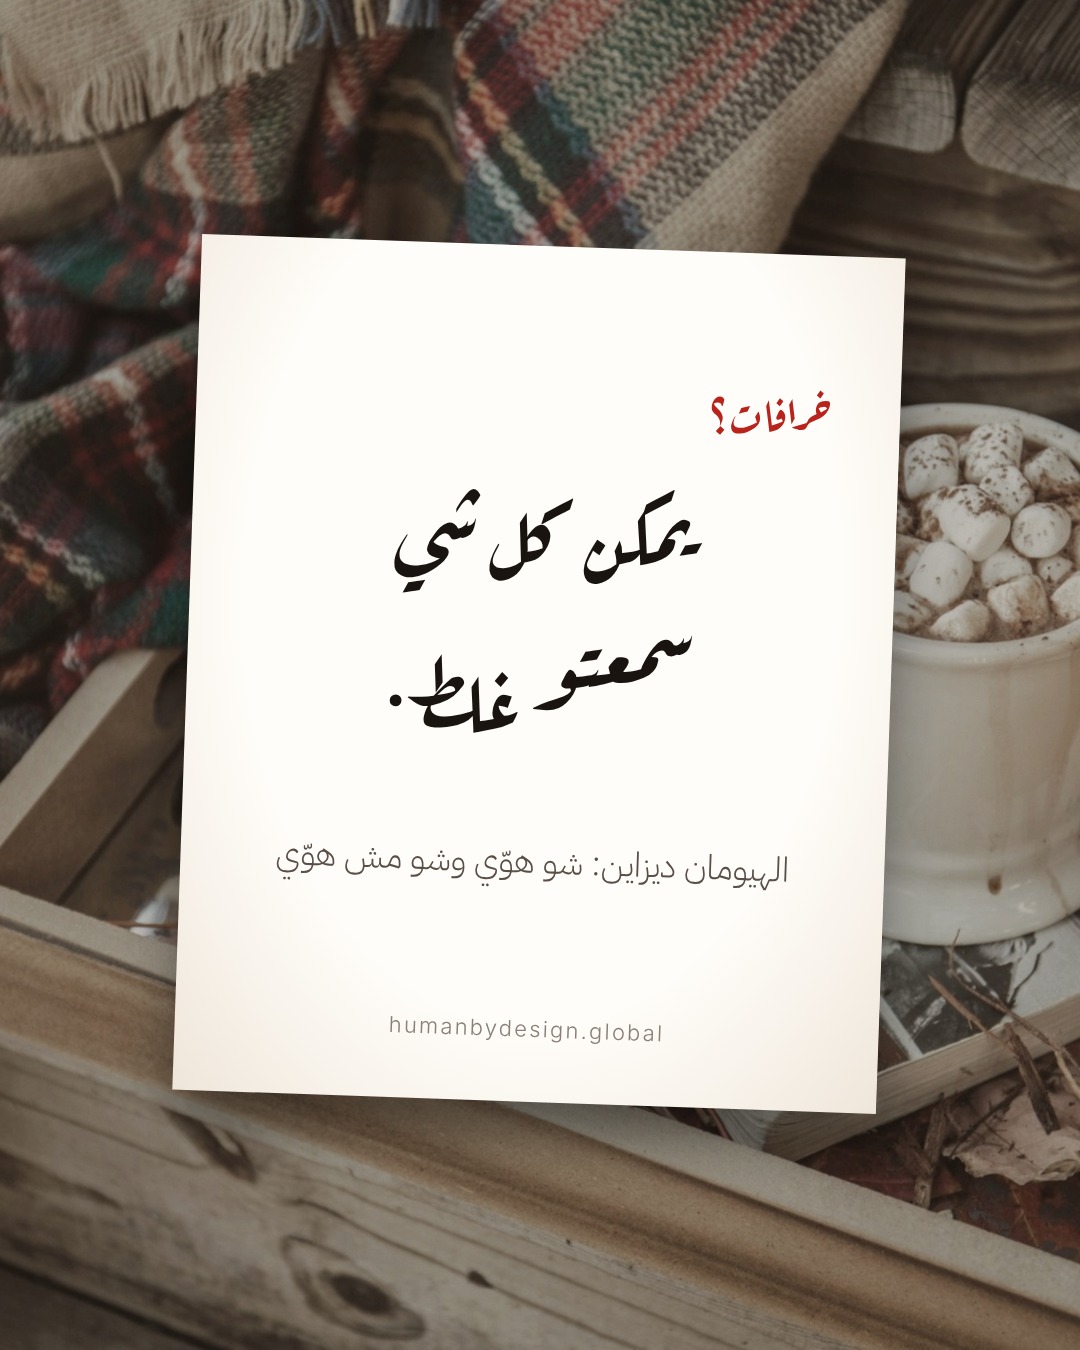 خرافات؟
يمكن كل شي
سمعتو غلط.
الهيومان ديزاين: شو هوّي وشو مش هوّي
humanbydesign.global